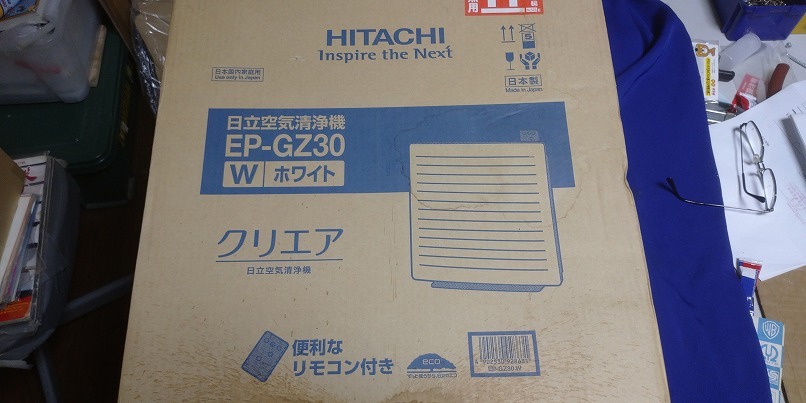 HITACHI
Inspire the Next
日本国内家庭用
Use only in Japan
日本製
Made in Japan
日立空気清浄機
EP-GZ30
W ホワイト
クリエア
日立空気清浄機
便利な
リモコン付き
eco
EP-GZ30 W